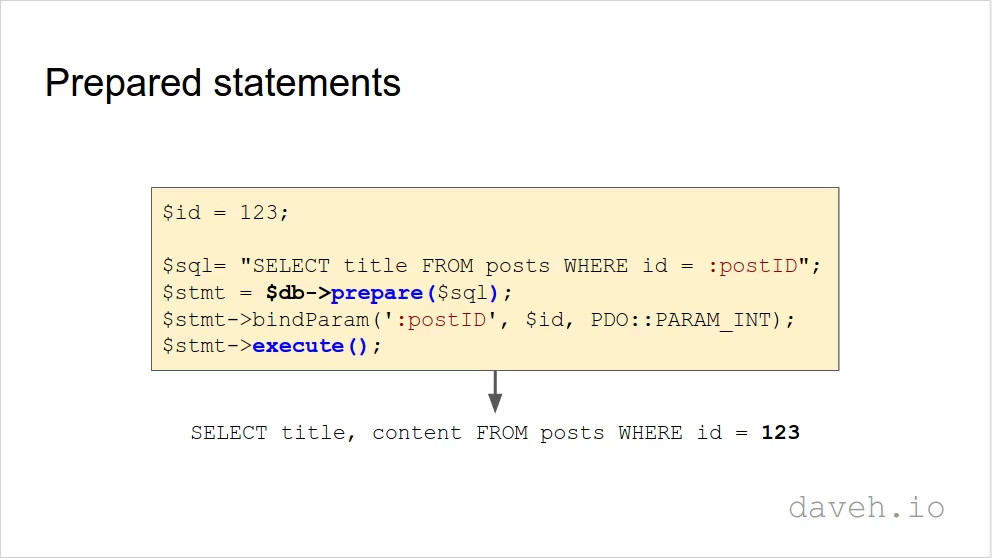 Prepared statements
$id = 123;
$sql= "SELECT title FROM posts WHERE id = :postID";
$stmt = $db->prepare($sql);
$stmt->bindParam(':postID', $id, PDO::PARAM_INT);
$stmt->execute();
SELECT title, content FROM posts WHERE id = 123
daveh.io